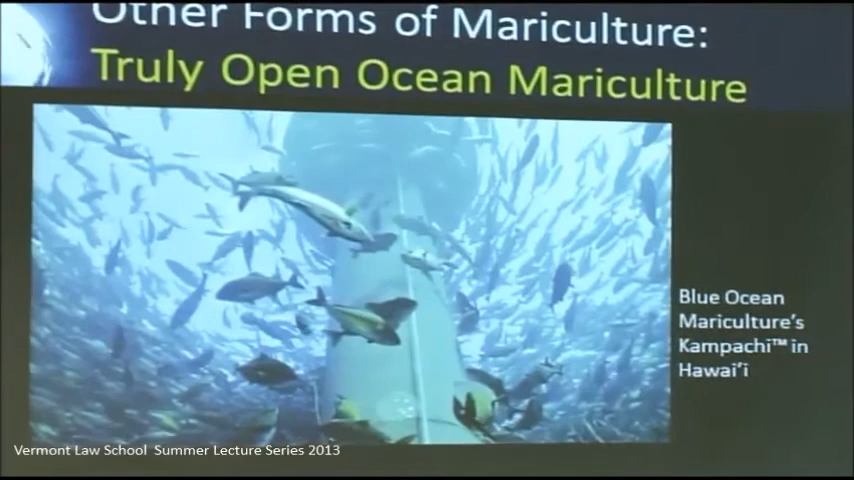 Other Forms of Mariculture:
Truly Open Ocean Mariculture
Blue Ocean
Mariculture's
Kampachi™ in
Hawai'i
Vermont Law School Summer Lecture Series 2013